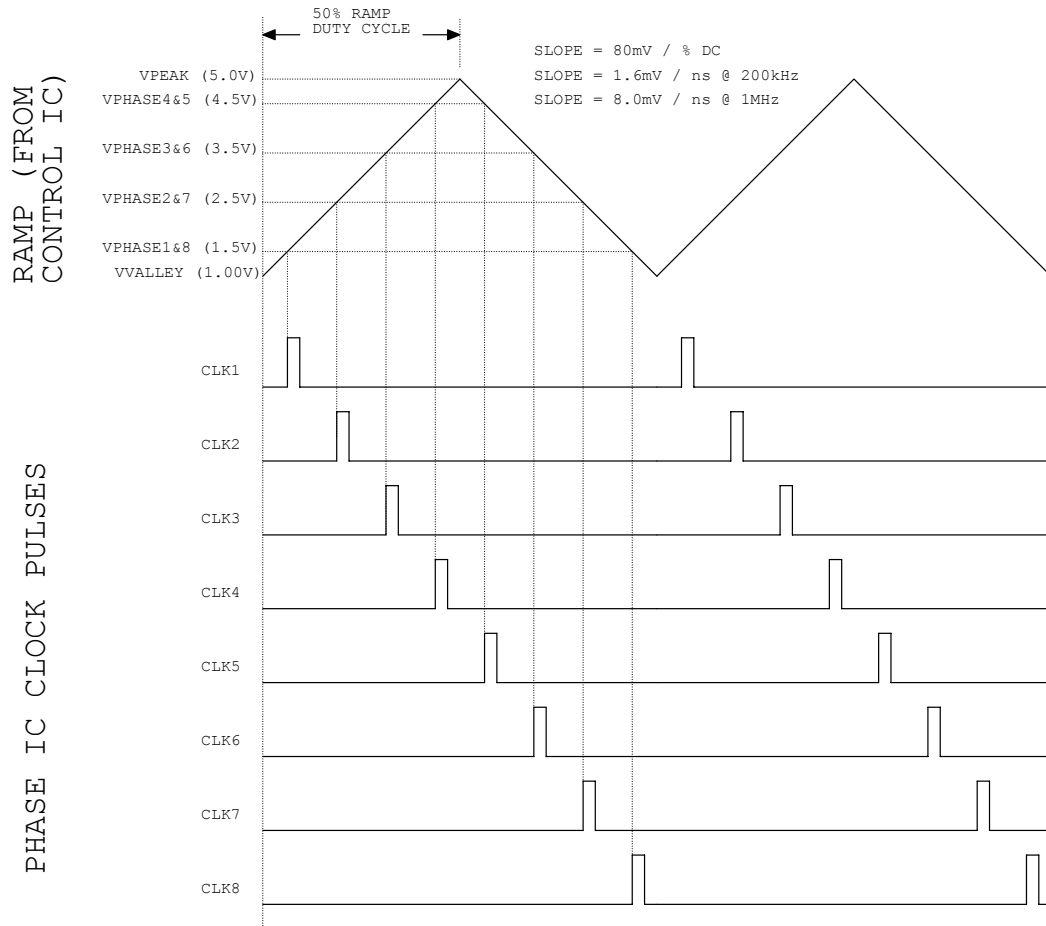 50% RAMP
DUTY CYCLE
SLOPE = 80mV / % DC
SLOPE = 1.6mV / ns @ 200kHz
SLOPE = 8.0mV / ns @ 1MHz
RAMP (FROM
CONTROL IC)
VPEAK (5.0V)
VPHASE4&5 (4.5V)
VPHASE3&6 (3.5V)
VPHASE2&7 (2.5V)
VPHASE1&8 (1.5V)
VVALLEY (1.00V)
PHASE IC CLOCK PULSES
CLK1
CLK2
CLK3
CLK4
CLK5
CLK6
CLK7
CLK8